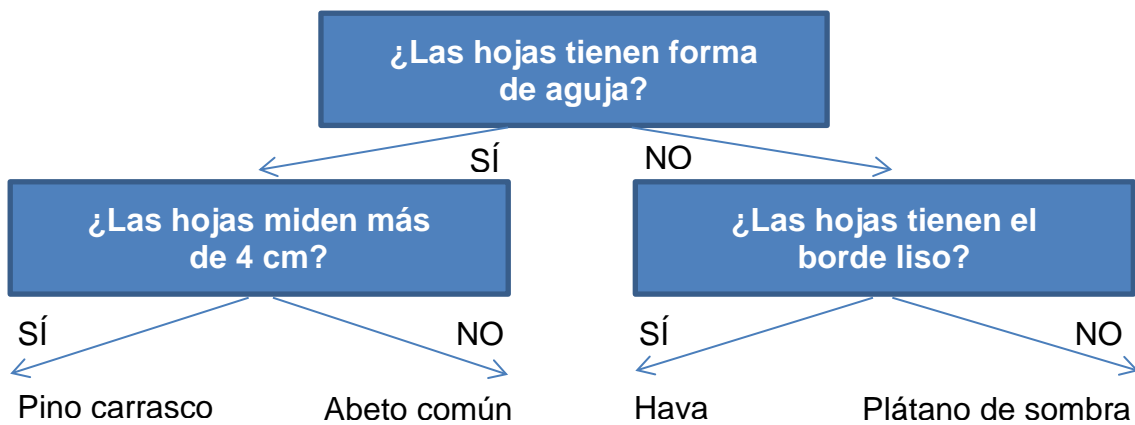 ¿Las hojas tienen forma
de aguja?
SÍ
NO
¿Las hojas miden más
de 4 cm?
¿Las hojas tienen el
borde liso?
SÍ
NO
SÍ
NO
Pino carrasco
Abeto común
Hava
Plátano de sombra